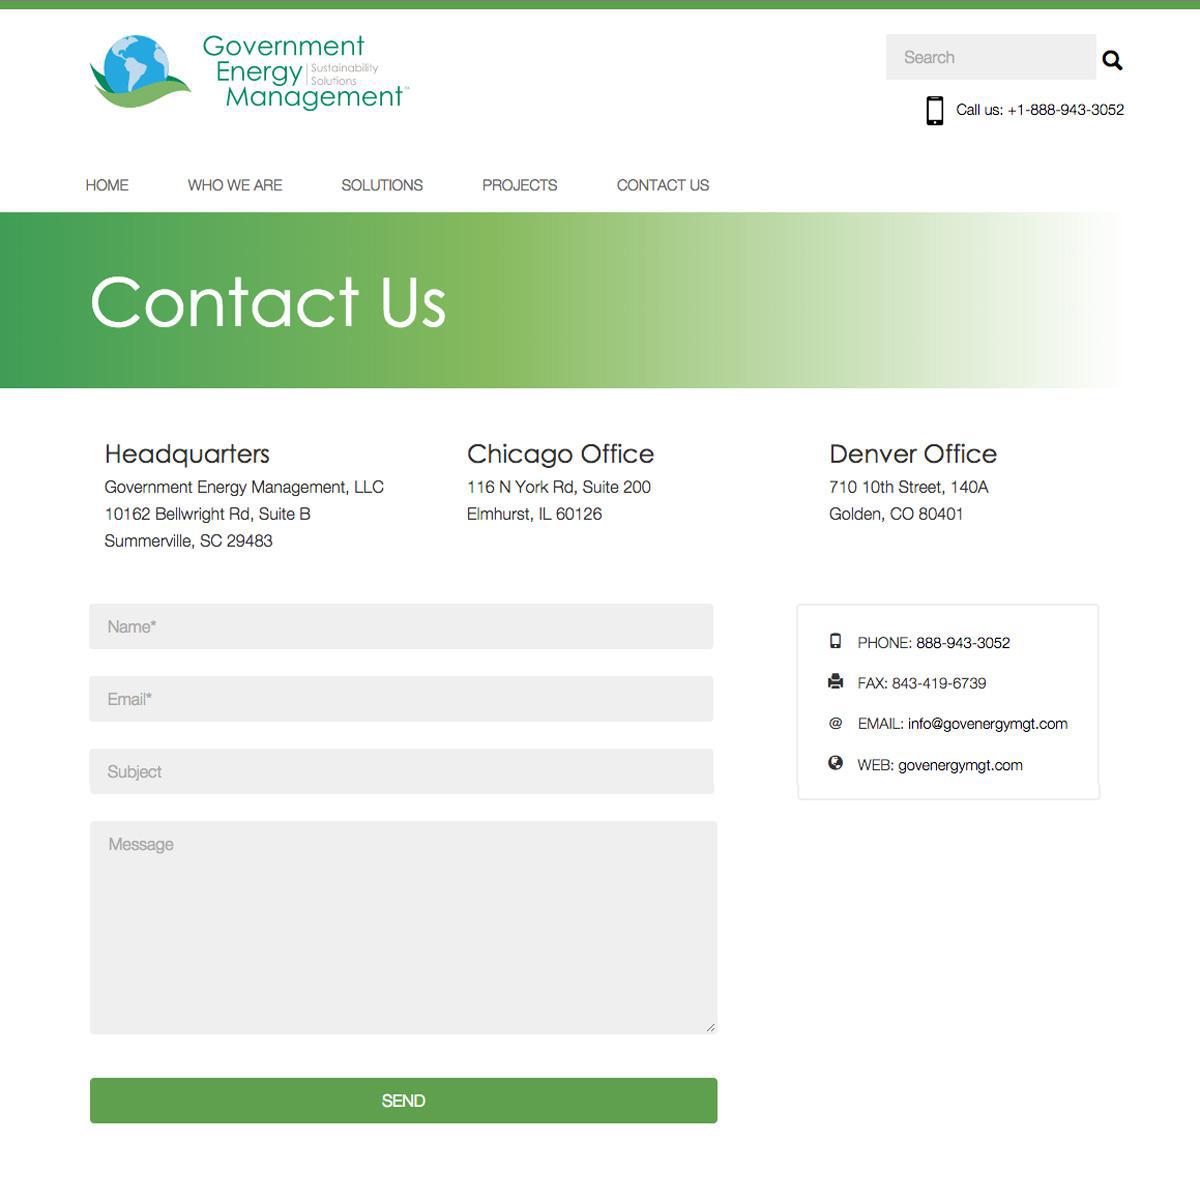 Government
Energy
Sustainability
Solutions
Management™
Search
Call us: +1-888-943-3052
HOME
WHO WE ARE
SOLUTIONS
PROJECTS
CONTACT US
Contact Us
Headquarters
Government Energy Management, LLC
10162 Bellwright Rd, Suite B
Summerville, SC 29483
Chicago Office
116 N York Rd, Suite 200
Elmhurst, IL 60126
Denver Office
710 10th Street, 140A
Golden, CO 80401
Name*
Email*
Subject
Message
SEND
PHONE: 888-943-3052
FAX: 843-419-6739
@ EMAIL: info@govenergymgt.com
WEB: govenergymgt.com